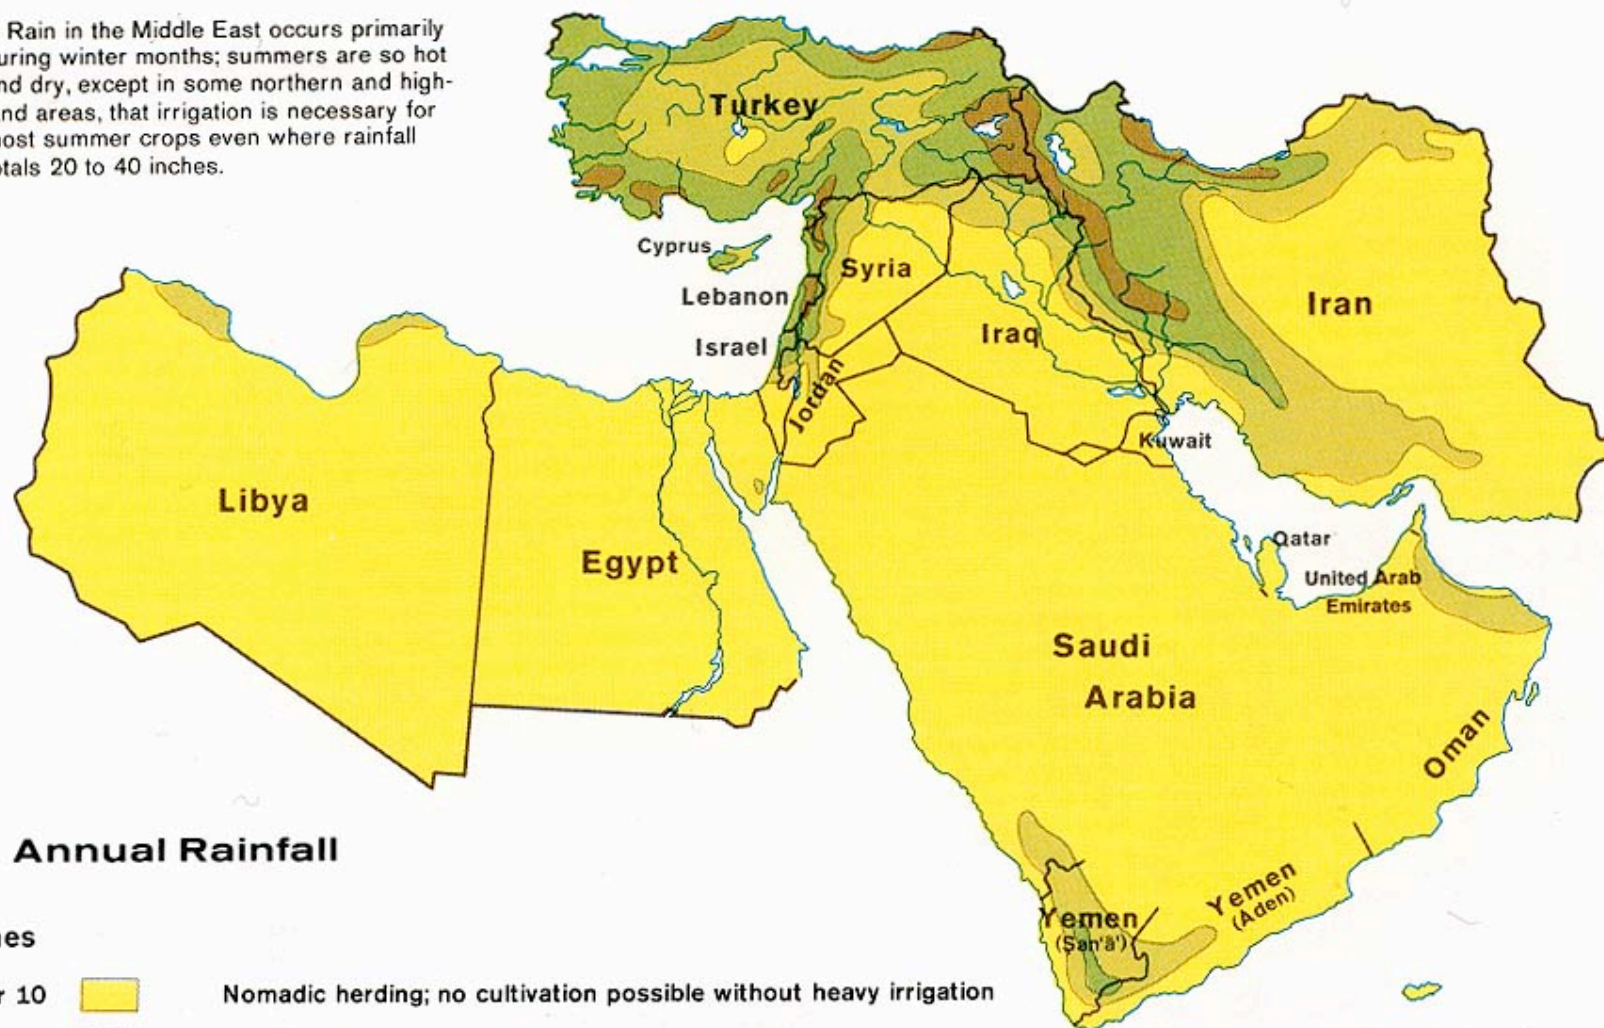 Rain in the Middle East occurs primarily
uring winter months; summers are so hot
nd dry, except in some northern and high-
nd areas, that irrigation is necessary for
ost summer crops even where rainfall
tals 20 to 40 inches.
Turkey
Cyprus
Syria
Lebanon
Iran
Iraq
Israel
Jordan
Kuwait
Libya
Qatar
Egypt
United Arab
Emirates
Saudi
Arabia
Oman
Annual Rainfall
Yemen
(Aden)
Yemen
(Ṣan'ā')
es
r 10
Nomadic herding; no cultivation possible without heavy irrigation